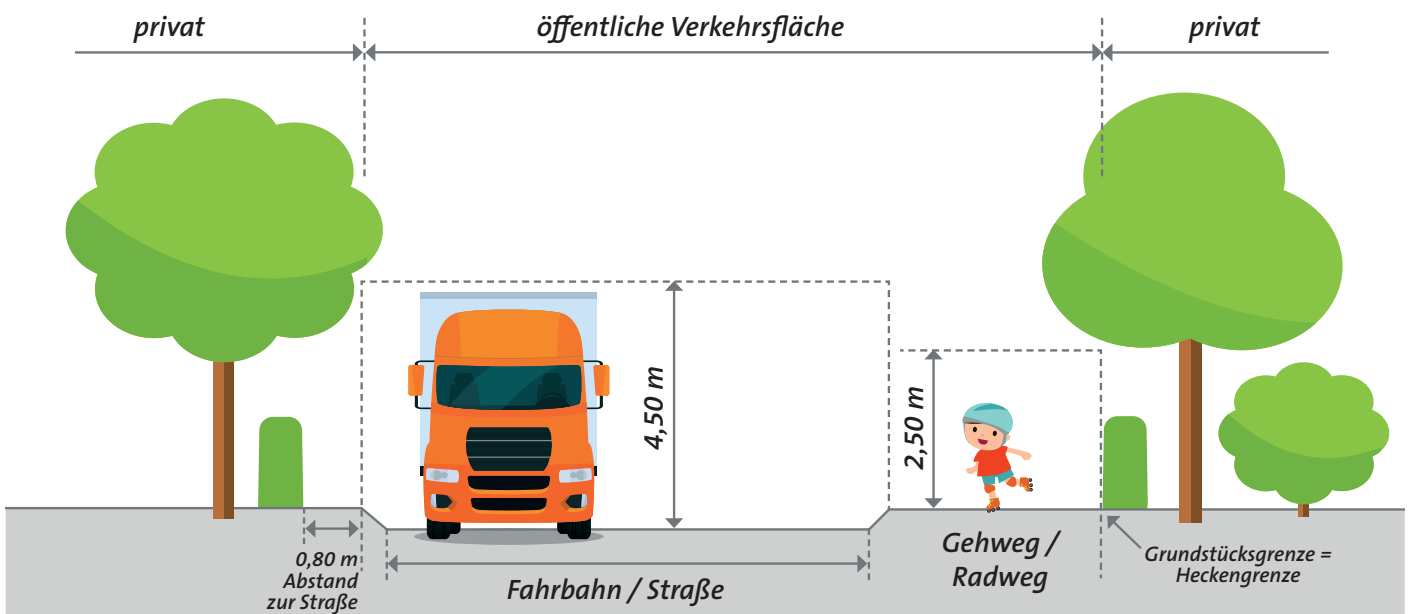 privat
öffentliche Verkehrsfläche
privat
4,50 m
2,50 m
0,80 m
Abstand
zur Straße
Fahrbahn / Straße
Gehweg /
Radweg
Grundstücksgrenze =
Heckengrenze